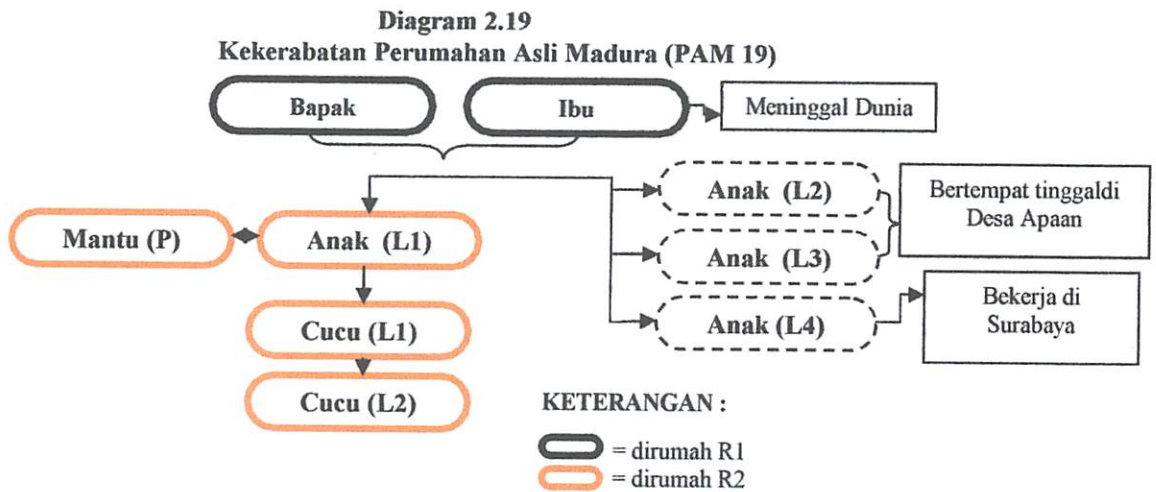 Diagram 2.19
Kekerabatan Perumahan Asli Madura (PAM 19)
Bapak
Ibu
Meninggal Dunia
Anak (L2)
Bertempat tinggaldi
Desa Apaan
Mantu (P)
Anak (L1)
Anak (L3)
Cucu (L1)
Anak (L4)
Bekerja di
Surabaya
Cucu (L2)
KETERANGAN :
= dirumah R1
= dirumah R2